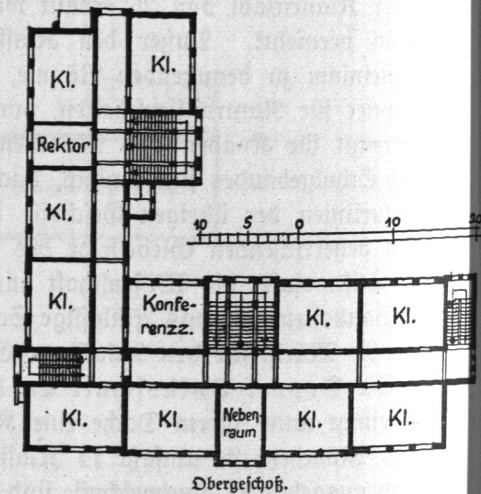 Kl.
Kl.
Rektor
Kl.
10 5 0 10 20
Kl.
Konfe-
renzz.
Kl.
Kl.
Kl.
Kl.
Neben-
raum
Kl.
Kl.
Obergeschoß.